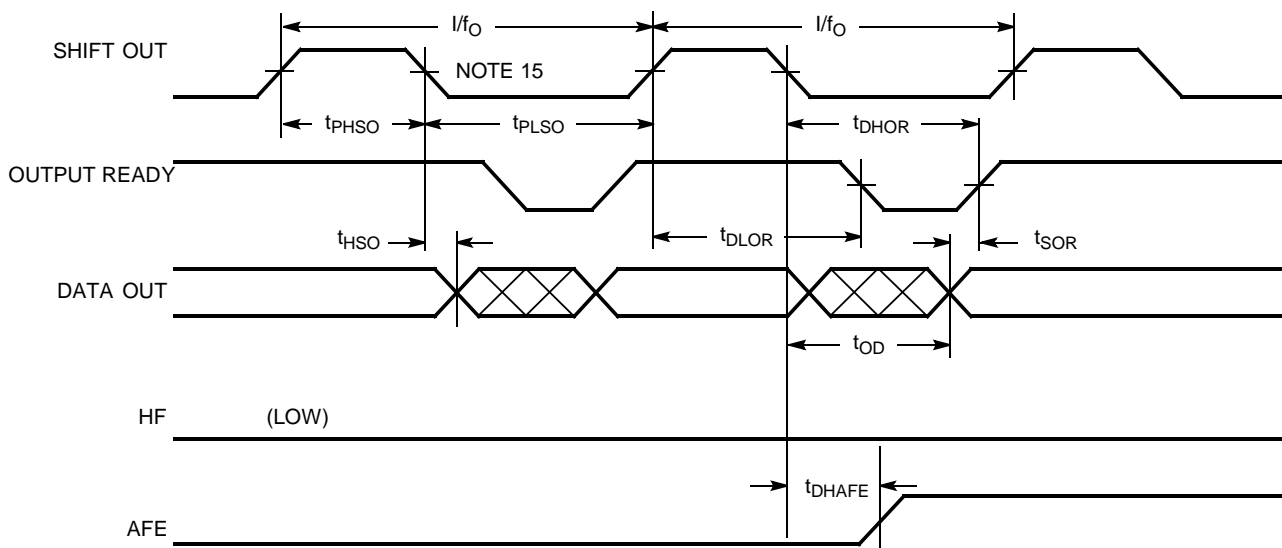 I/fO I/fO
SHIFT OUT
NOTE 15
tPHSO tPLSO tDHOR
OUTPUT READY
tHSO tDLOR tSOR
DATA OUT
tOD
HF (LOW)
tDHAFE
AFE